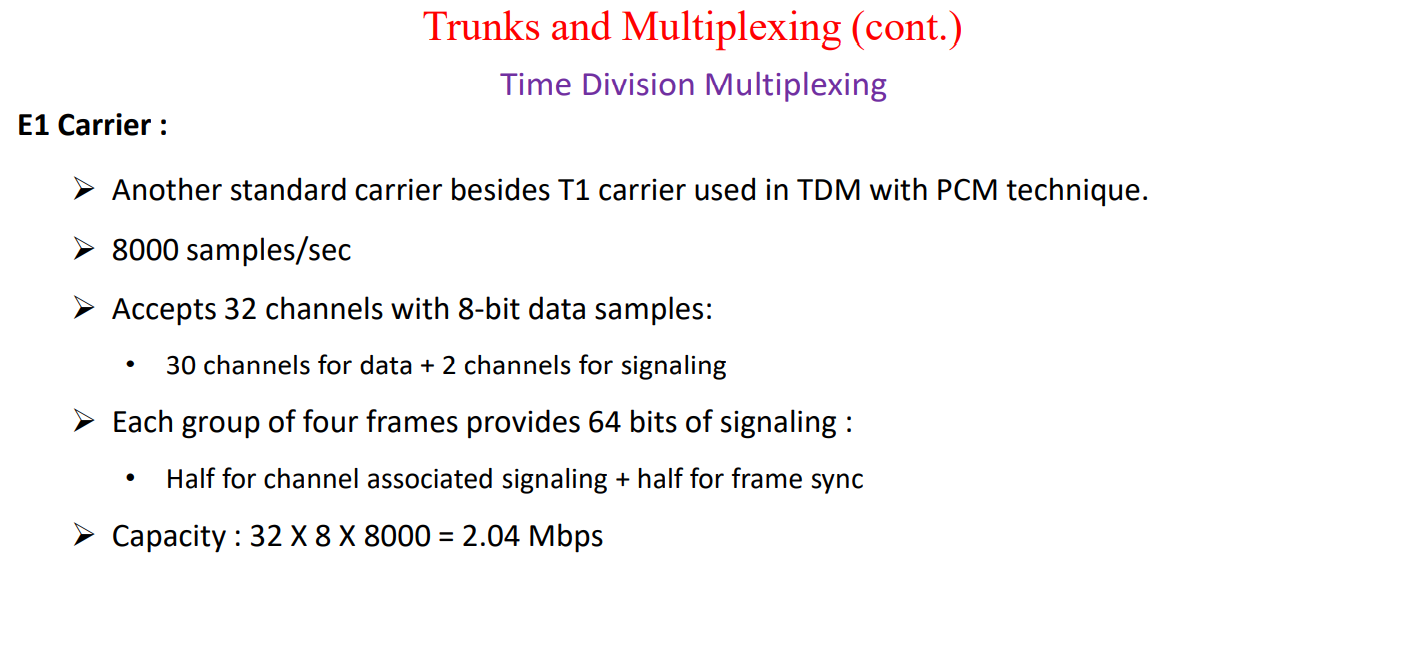 Trunks and Multiplexing (cont.)
Time Division Multiplexing
E1 Carrier :
➢ Another standard carrier besides T1 carrier used in TDM with PCM technique.
➢ 8000 samples/sec
➢ Accepts 32 channels with 8-bit data samples:
• 30 channels for data + 2 channels for signaling
➢ Each group of four frames provides 64 bits of signaling :
• Half for channel associated signaling + half for frame sync
➢ Capacity : 32 X 8 X 8000 = 2.04 Mbps